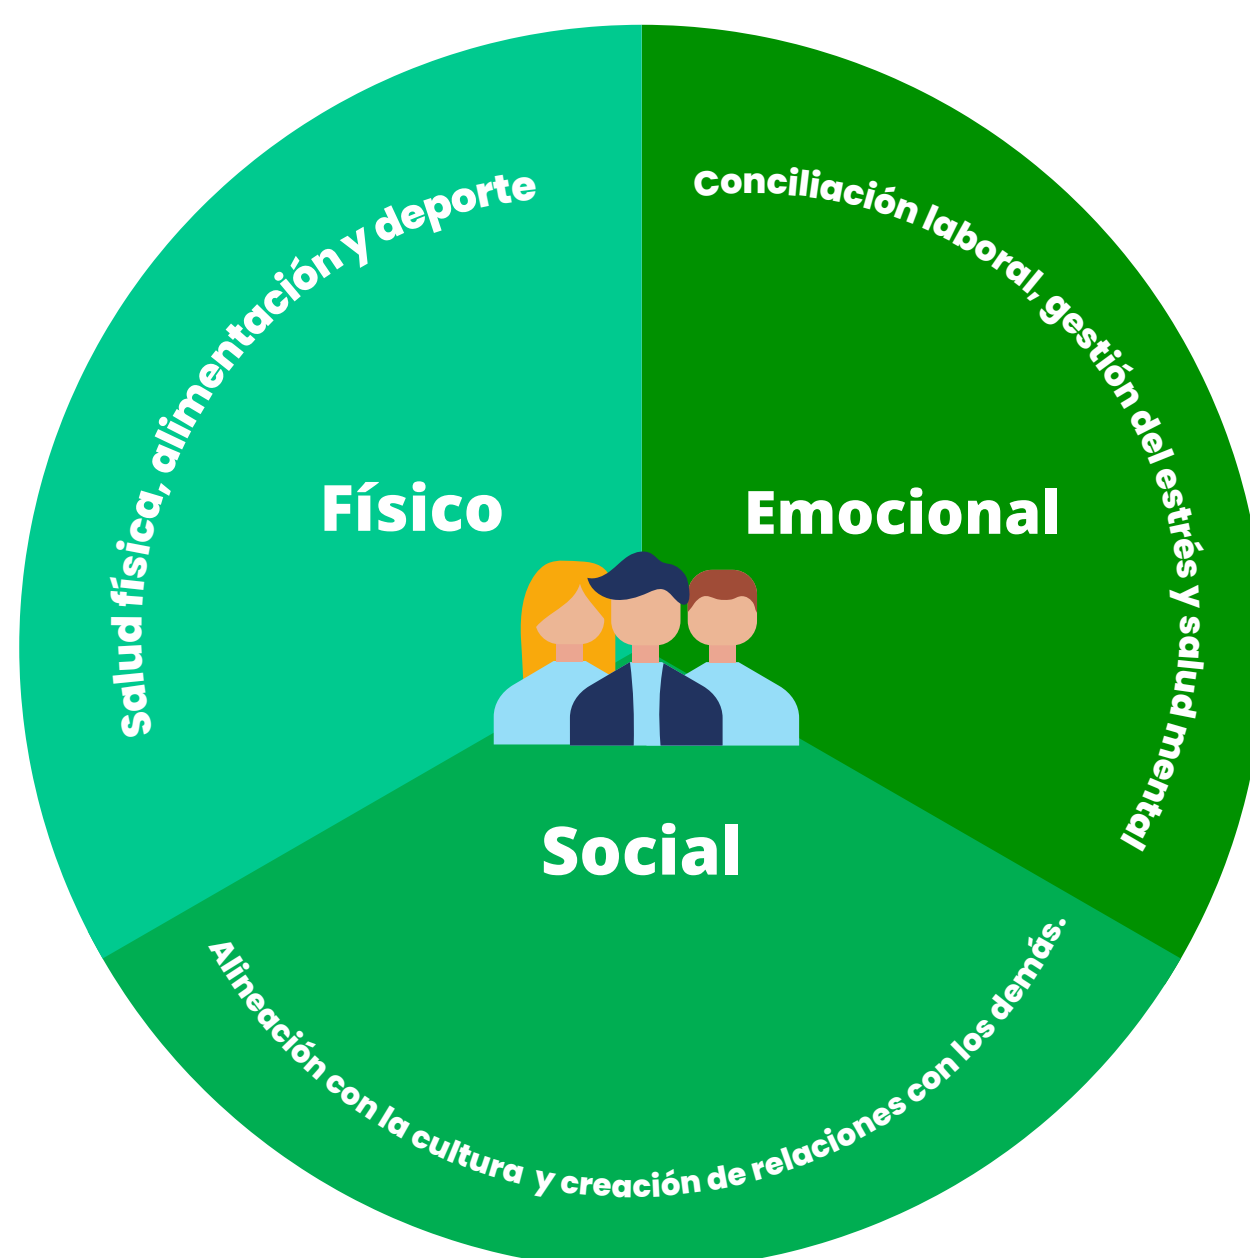 Salud física, alimentación y deporte
Físico
Conciliación laboral, gestión del estrés y salud mental
Emocional
Social
Alineación con la cultura y creación de relaciones con los demás.